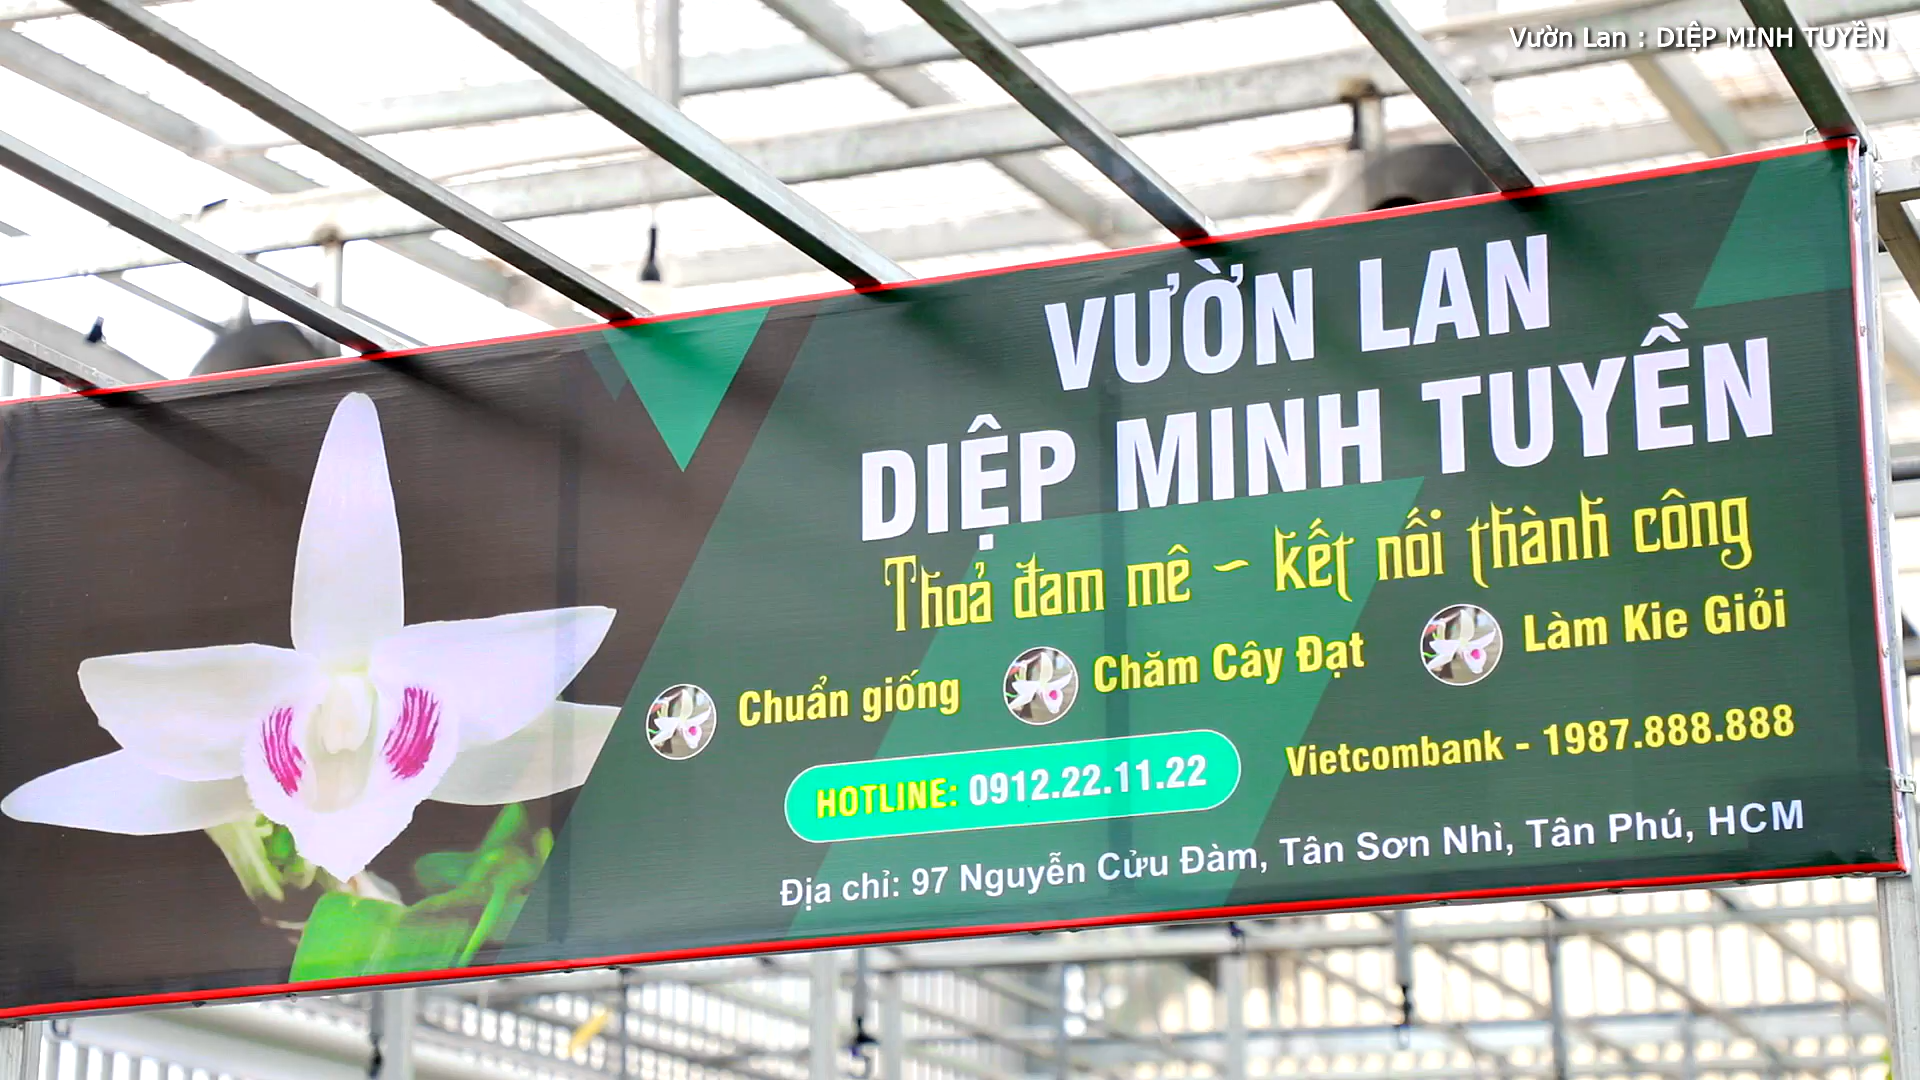 Vườn Lan : DIỆP MINH TUYỀN
VƯỜN LAN
DIỆP MINH TUYỀN
Thoả đam mê - kết nối thành công
Chuẩn giống Chăm Cây Đạt Làm Kie Giỏi
HOTLINE: 0912.22.11.22 Vietcombank - 1987.888.888
Địa chỉ: 97 Nguyễn Cửu Đàm, Tân Sơn Nhì, Tân Phú, HCM